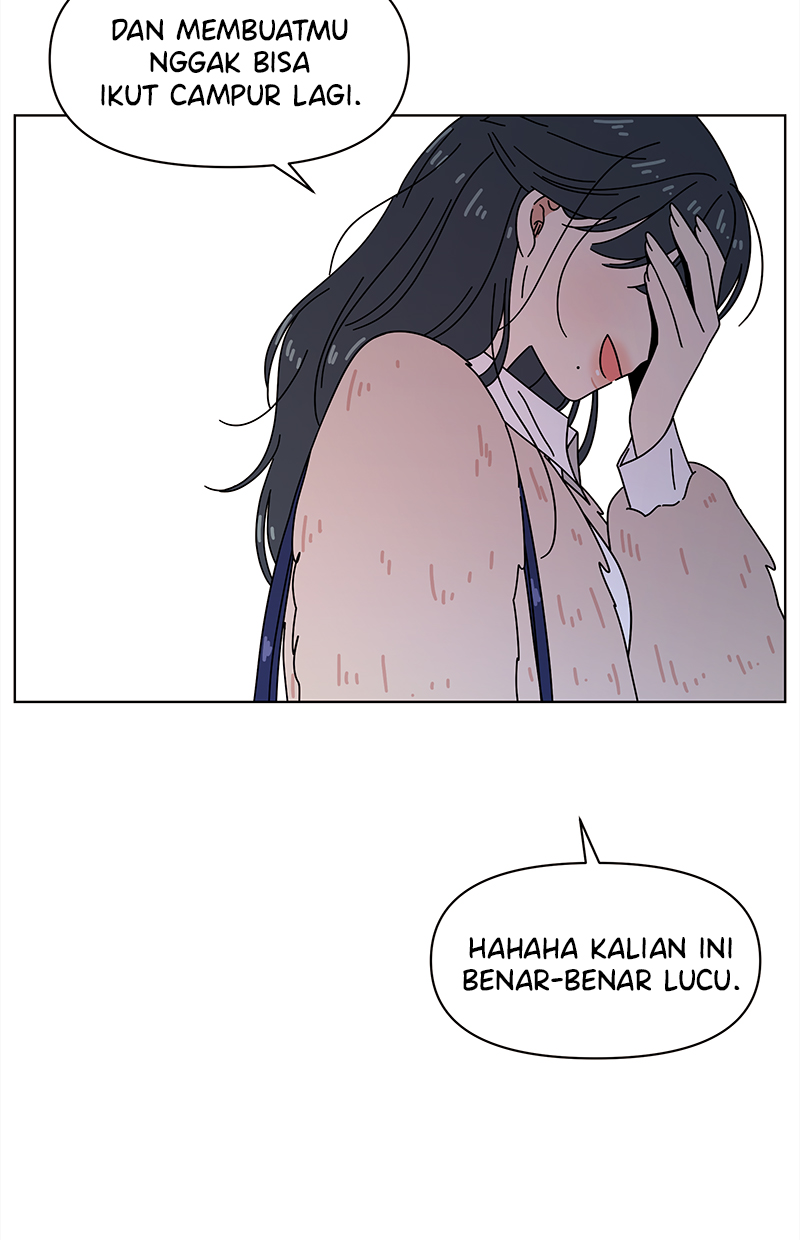 DAN MEMBUATMU
NGGAK BISA
IKUT CAMPUR LAGI.
HAHAHA KALIAN INI
BENAR-BENAR LUCU.